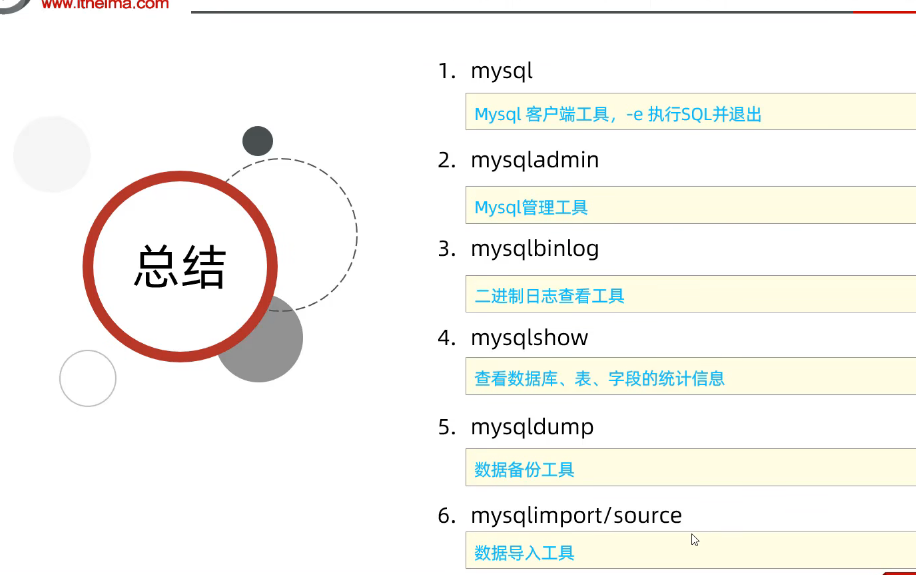 www.itheima.com
总结
1. mysql
Mysql 客户端工具，-e 执行SQL并退出
2. mysqladmin
Mysql管理工具
3. mysqlbinlog
二进制日志查看工具
4. mysqlshow
查看数据库、表、字段的统计信息
5. mysqldump
数据备份工具
6. mysqlimport/source
数据导入工具